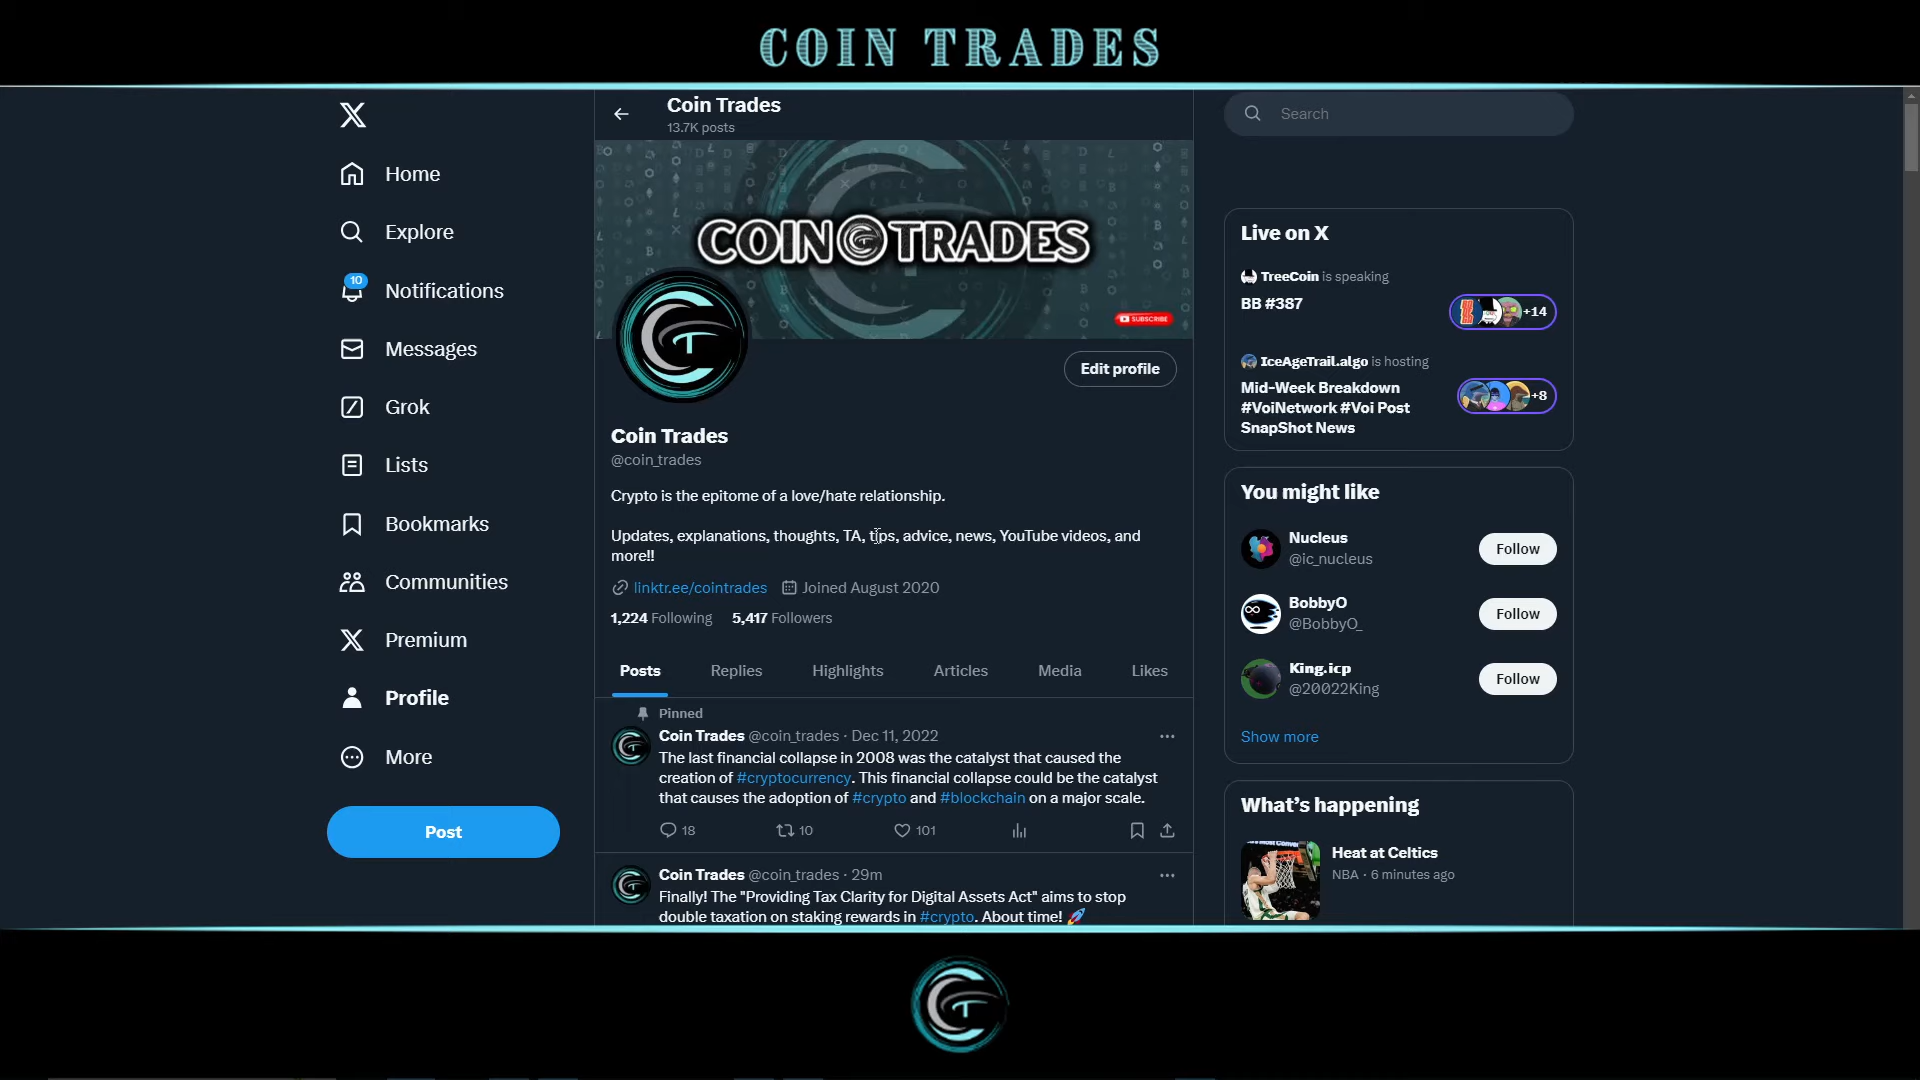 COIN TRADES
Coin Trades
13.7K posts
Search
COIN TRADES
SUBSCRIBE
Home
Explore
10
Notifications
Messages
Grok
Lists
Bookmarks
Communities
Premium
Profile
More
Post
Edit profile
Coin Trades
@coin_trades
Crypto is the epitome of a love/hate relationship.
Updates, explanations, thoughts, TA, tips, advice, news, YouTube videos, and
more!!
linktr.ee/cointrades Joined August 2020
1,224 Following 5,417 Followers
Posts Replies Highlights Articles Media Likes
Pinned
Coin Trades @coin_trades · Dec 11, 2022
The last financial collapse in 2008 was the catalyst that caused the
creation of #cryptocurrency. This financial collapse could be the catalyst
that causes the adoption of #crypto and #blockchain on a major scale.
18 10 101
Coin Trades @coin_trades · 29m
Finally! The "Providing Tax Clarity for Digital Assets Act" aims to stop
double taxation on staking rewards in #crypto. About time! 🚀
Live on X
TreeCoin is speaking
BB #387
+14
IceAgeTrail.algo is hosting
Mid-Week Breakdown
#VoiNetwork #Voi Post
SnapShot News
+8
You might like
Nucleus
@ic_nucleus
Follow
BobbyO
@BobbyO_
Follow
King.icp
@20022King
Follow
Show more
What's happening
Heat at Celtics
NBA · 6 minutes ago